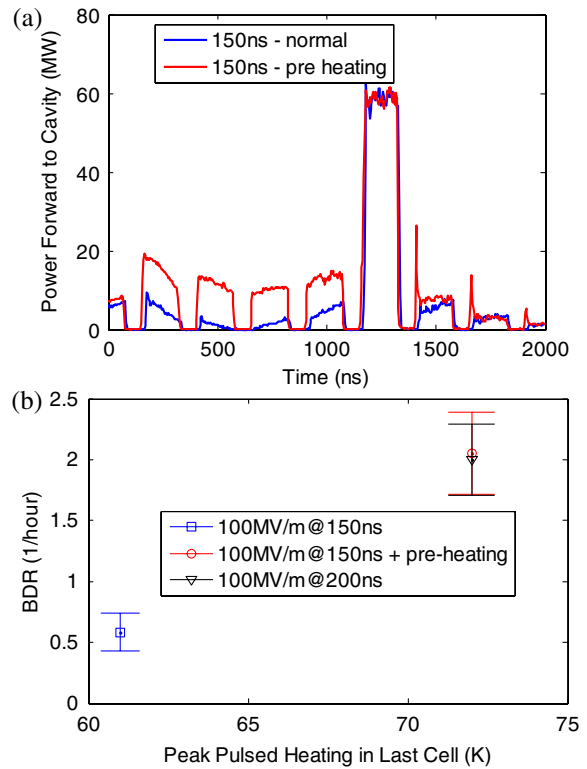 (a)
80
60
40
20
0
Power Forward to Cavity (MW)
150ns - normal
150ns - pre heating
0 500 1000 1500 2000
Time (ns)
(b)
2.5
2
1.5
1
0.5
0
BDR (1/hour)
100MV/m@150ns
100MV/m@150ns + pre-heating
100MV/m@200ns
60 65 70 75
Peak Pulsed Heating in Last Cell (K)